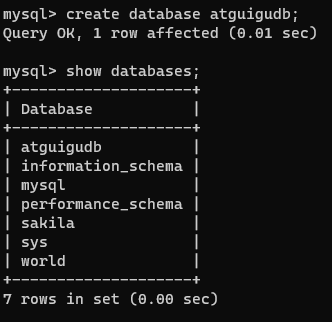 mysql> create database atguigudb;
Query OK, 1 row affected (0.01 sec)

mysql> show databases;
+--------------------+
| Database           |
+--------------------+
| atguigudb          |
| information_schema |
| mysql              |
| performance_schema |
| sakila             |
| sys                |
| world              |
+--------------------+
7 rows in set (0.00 sec)